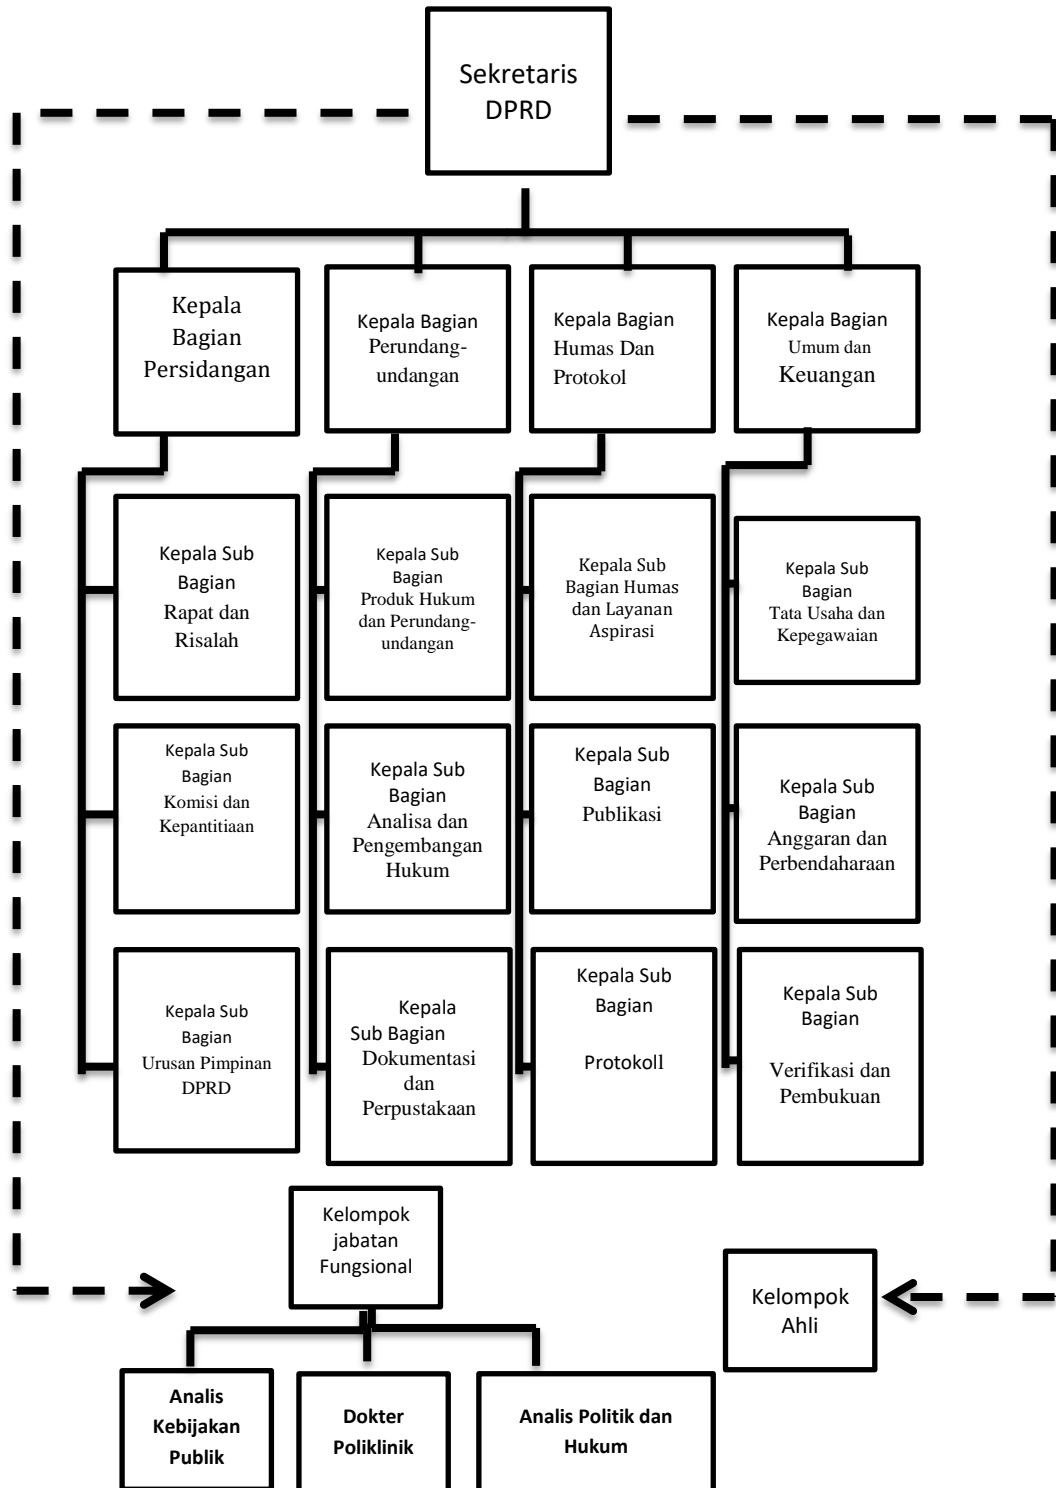 Sekretaris
DPRD
Kepala
Bagian
Persidangan
Kepala Bagian
Perundang-
undangan
Kepala Bagian
Humas Dan
Protokol
Kepala Bagian
Umum dan
Keuangan
Kepala Sub
Bagian
Rapat dan
Risalah
Kepala Sub
Bagian
Produk Hukum
dan Perundang-
undangan
Kepala Sub
Bagian Humas
dan Layanan
Aspirasi
Kepala Sub
Bagian
Tata Usaha dan
Kepegawaian
Kepala Sub
Bagian
Komisi dan
Kepantitiaan
Kepala Sub
Bagian
Analisa dan
Pengembangan
Hukum
Kepala Sub
Bagian
Publikasi
Kepala Sub
Bagian
Anggaran dan
Perbendaharaan
Kepala Sub
Bagian
Urusan Pimpinan
DPRD
Kepala
Sub Bagian
Dokumentasi
dan
Perpustakaan
Kepala Sub
Bagian
Protokoll
Kepala Sub
Bagian
Verifikasi dan
Pembukuan
Kelompok
jabatan
Fungsional
Kelompok
Ahli
Analis
Kebijakan
Publik
Dokter
Poliklinik
Analis Politik dan
Hukum